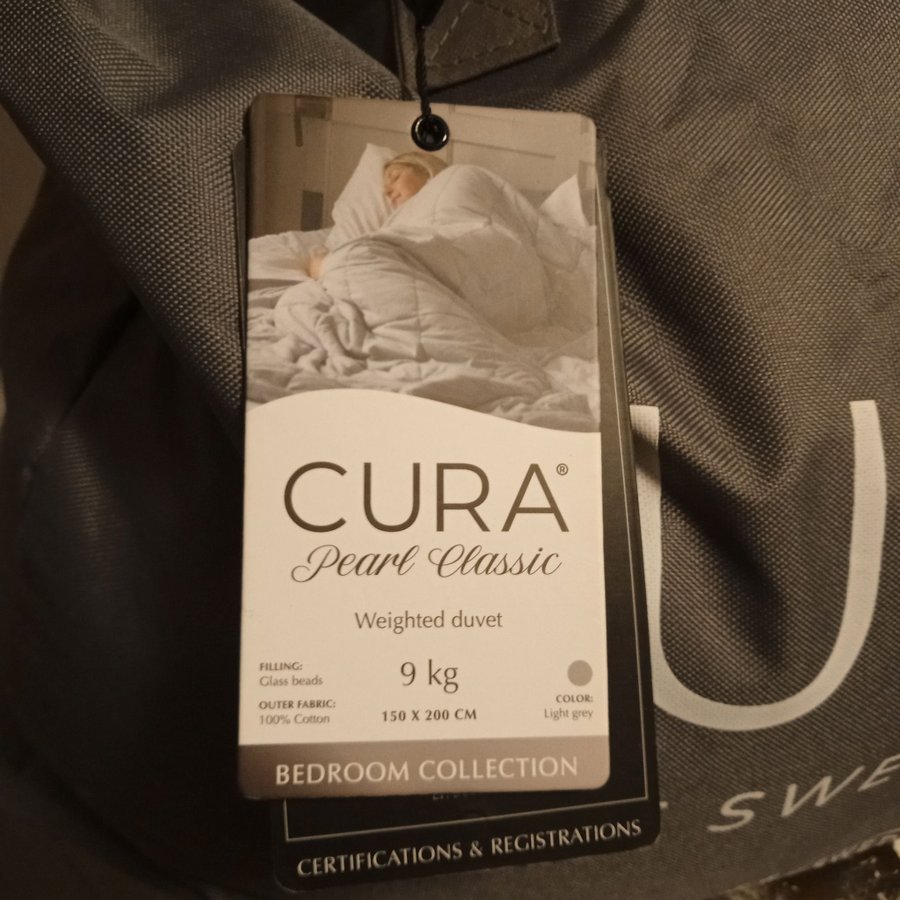 CURA®
Pearl Classic
Weighted duvet
FILLING:
Glass beads
9 kg
OUTER FABRIC:
100% Cotton
150 X 200 CM
COLOR:
Light grey
BEDROOM COLLECTION
CERTIFICATIONS & REGISTRATIONS
U
SWE